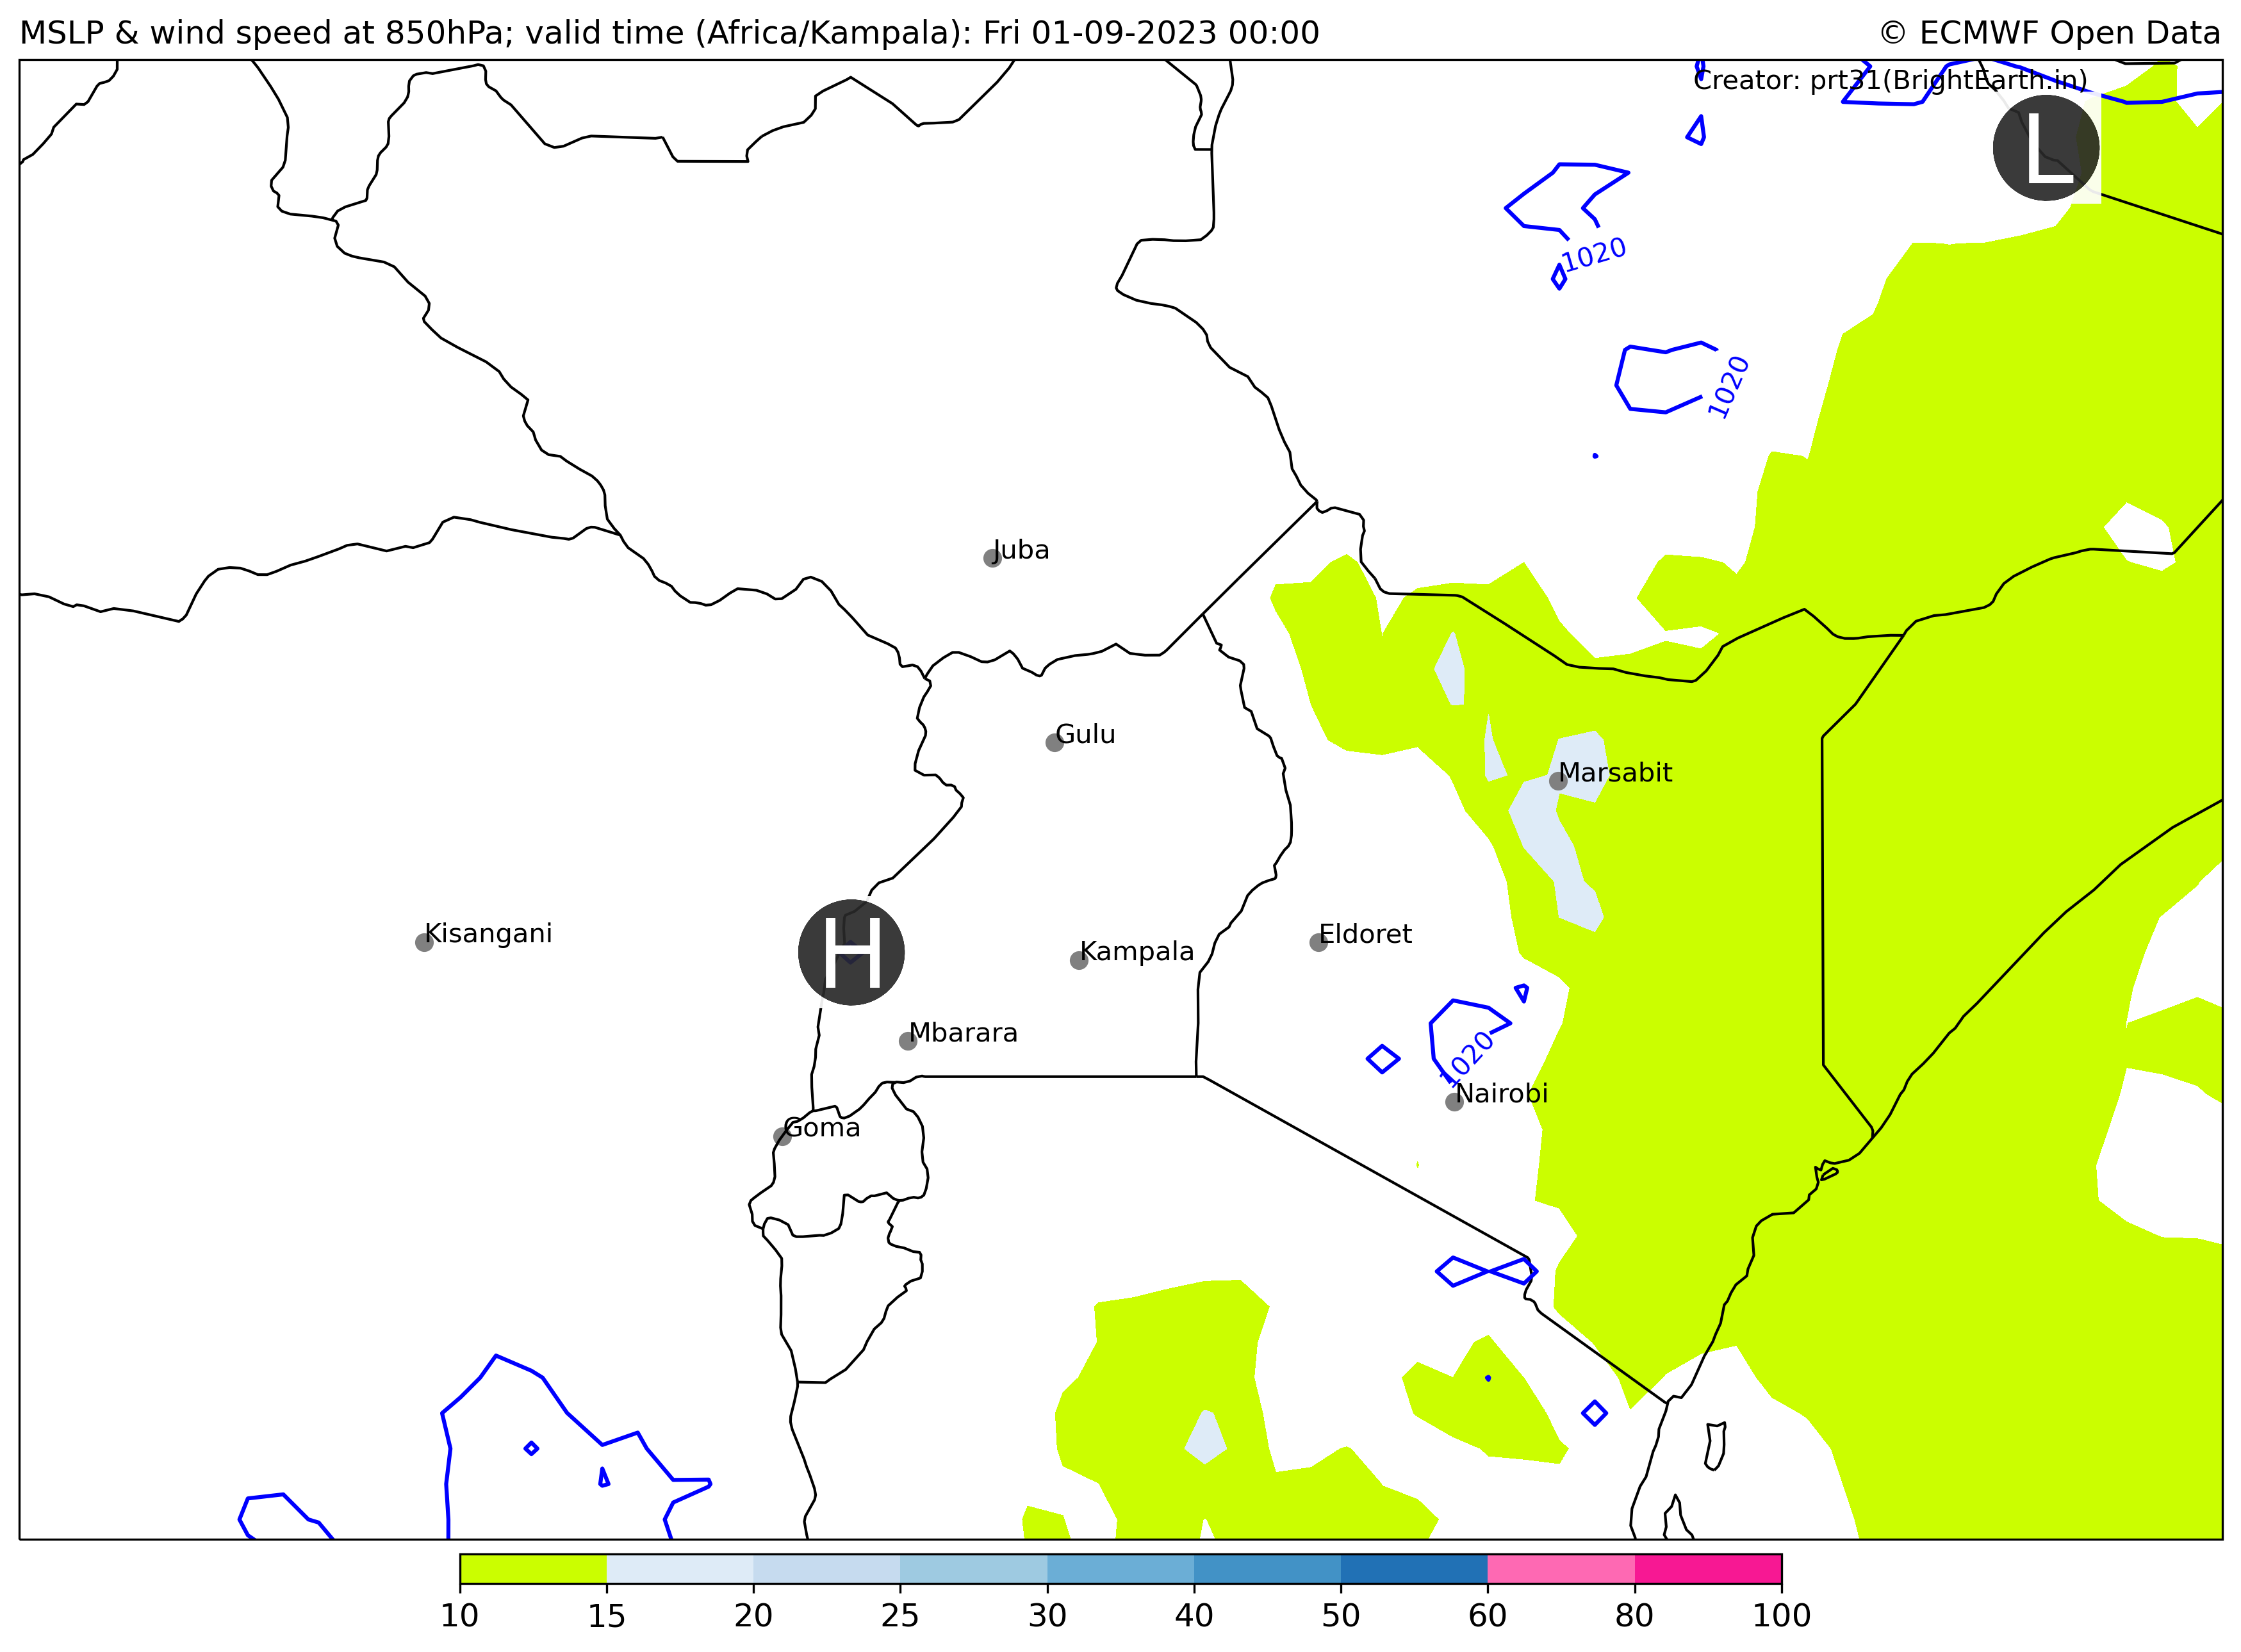 MSLP & wind speed at 850hPa; valid time (Africa/Kampala): Fri 01-09-2023 00:00
© ECMWF Open Data
Creator: prt31(BrightEarth.in)
L
1020
1020
Juba
Gulu
Marsabit
Kisangani
H
Kampala
Eldoret
Mbarara
1020
Nairobi
Goma
10 15 20 25 30 40 50 60 80 100